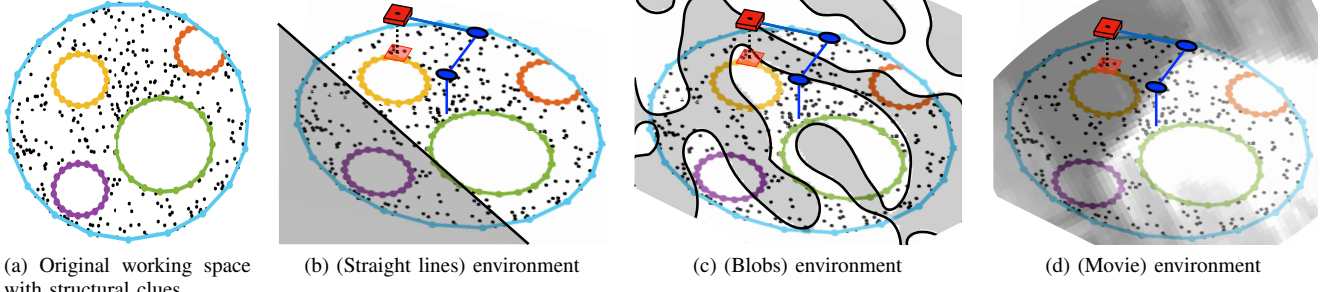 (a) Original working space
with structural clues
(b) (Straight lines) environment
(c) (Blobs) environment
(d) (Movie) environment